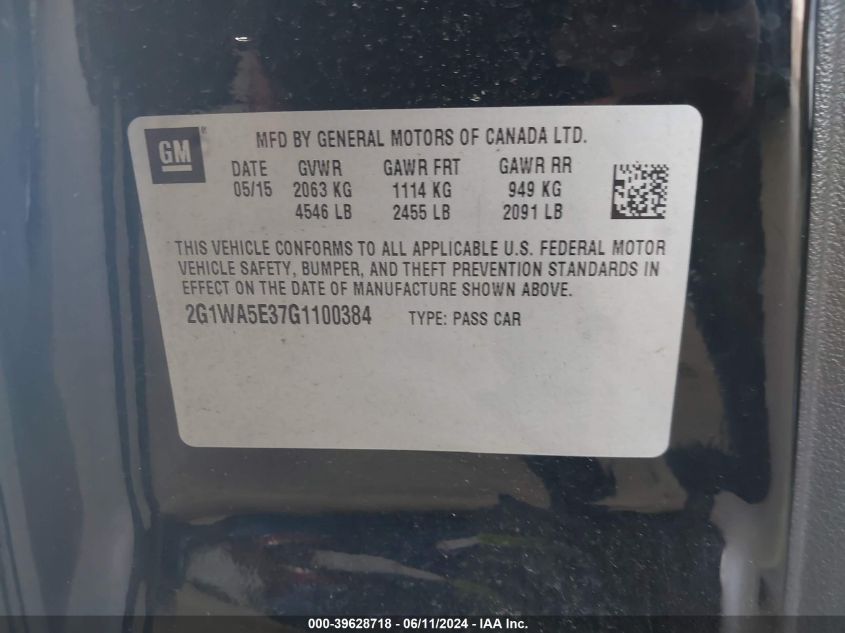 GM
MFD BY GENERAL MOTORS OF CANADA LTD.
DATE GVWR GAWR FRT GAWR RR
05/15 2063 KG 1114 KG 949 KG
4546 LB 2455 LB 2091 LB
THIS VEHICLE CONFORMS TO ALL APPLICABLE U.S. FEDERAL MOTOR
VEHICLE SAFETY, BUMPER, AND THEFT PREVENTION STANDARDS IN
EFFECT ON THE DATE OF MANUFACTURE SHOWN ABOVE.
2G1WA5E37G1100384 TYPE: PASS CAR
000-39628718 - 06/11/2024 - IAAI Inc.